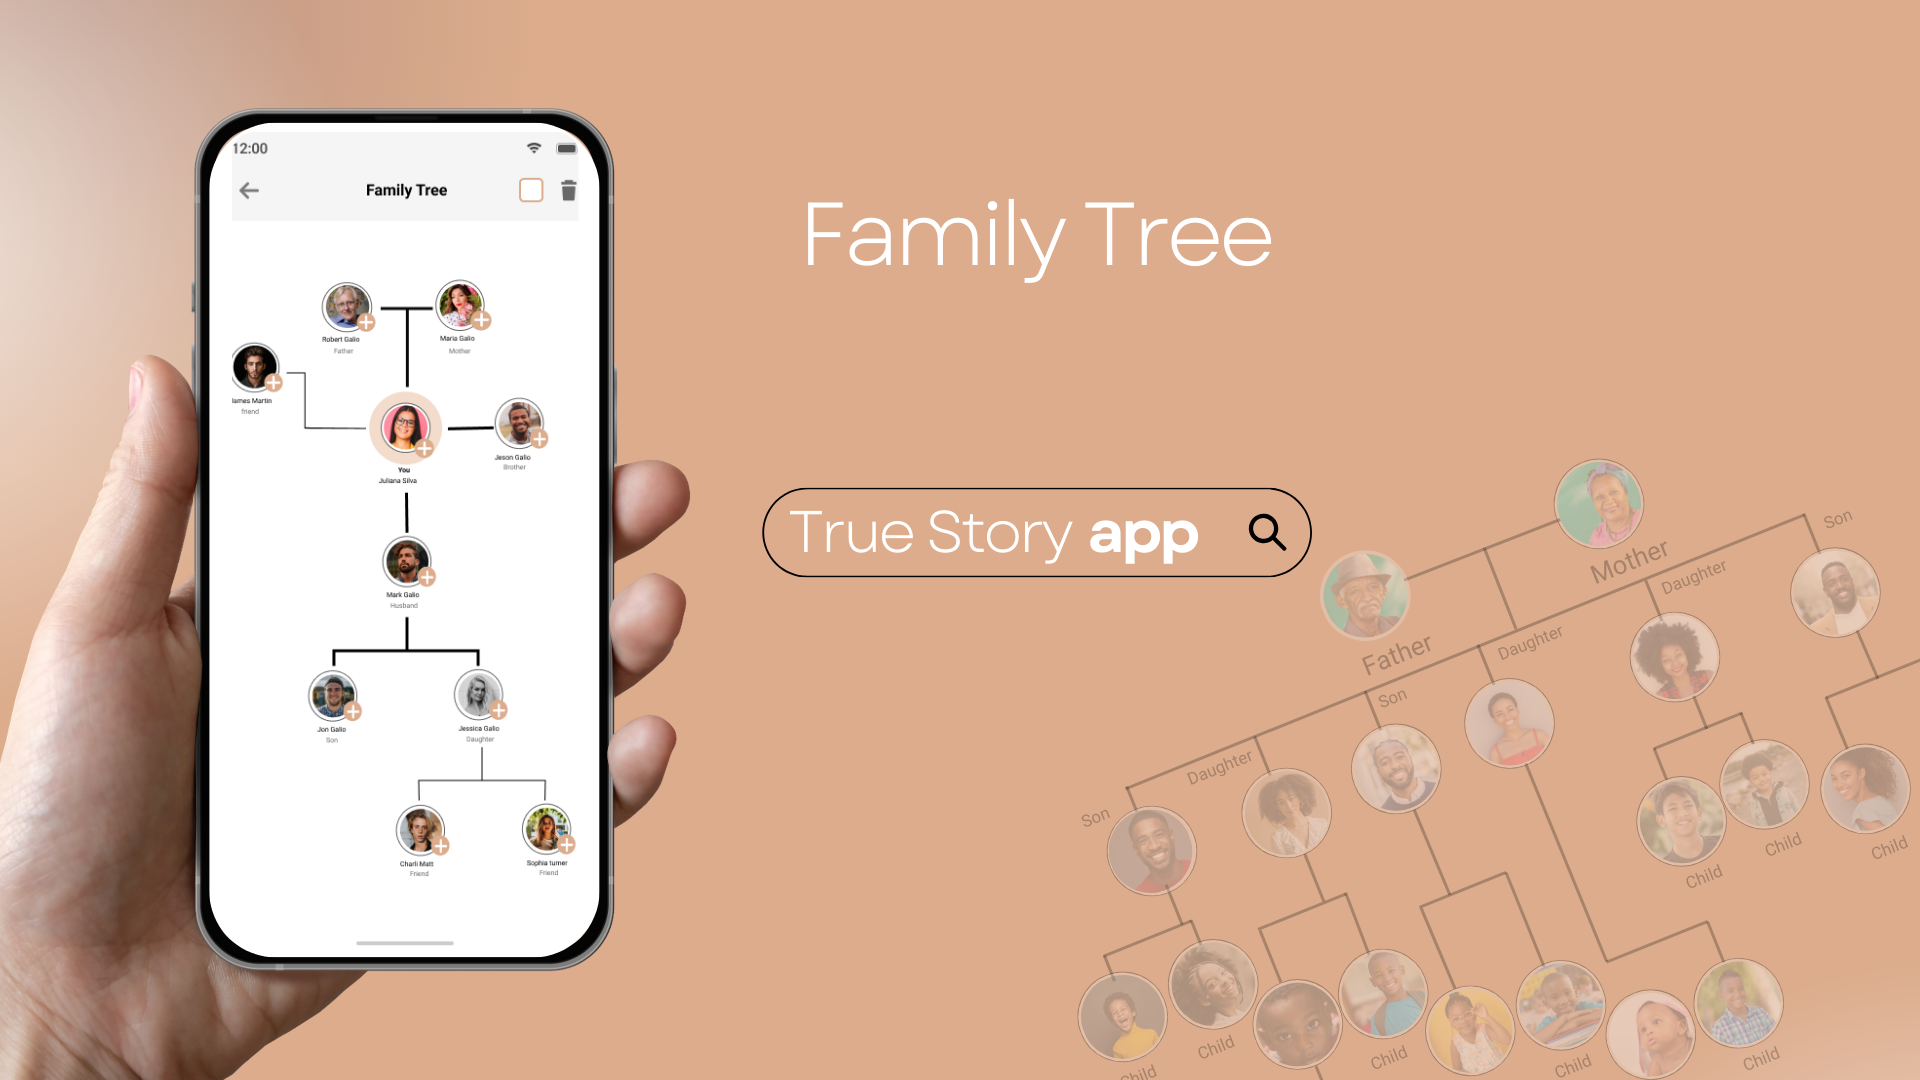 12:00
Family Tree
Robert Galio
Father
Maria Galio
Mother
James Martin
friend
You
Juliana Silva
Jeson Galio
Brother
Mark Galio
Husband
Jon Galio
Son
Jessica Galio
Daughter
Charli Matt
Friend
Sophia turner
Friend
Family Tree
True Story app
Mother
Father
Son
Daughter
Daughter
Son
Daughter
Son
Child
Child
Child
Child
Child
Child
Child
Child